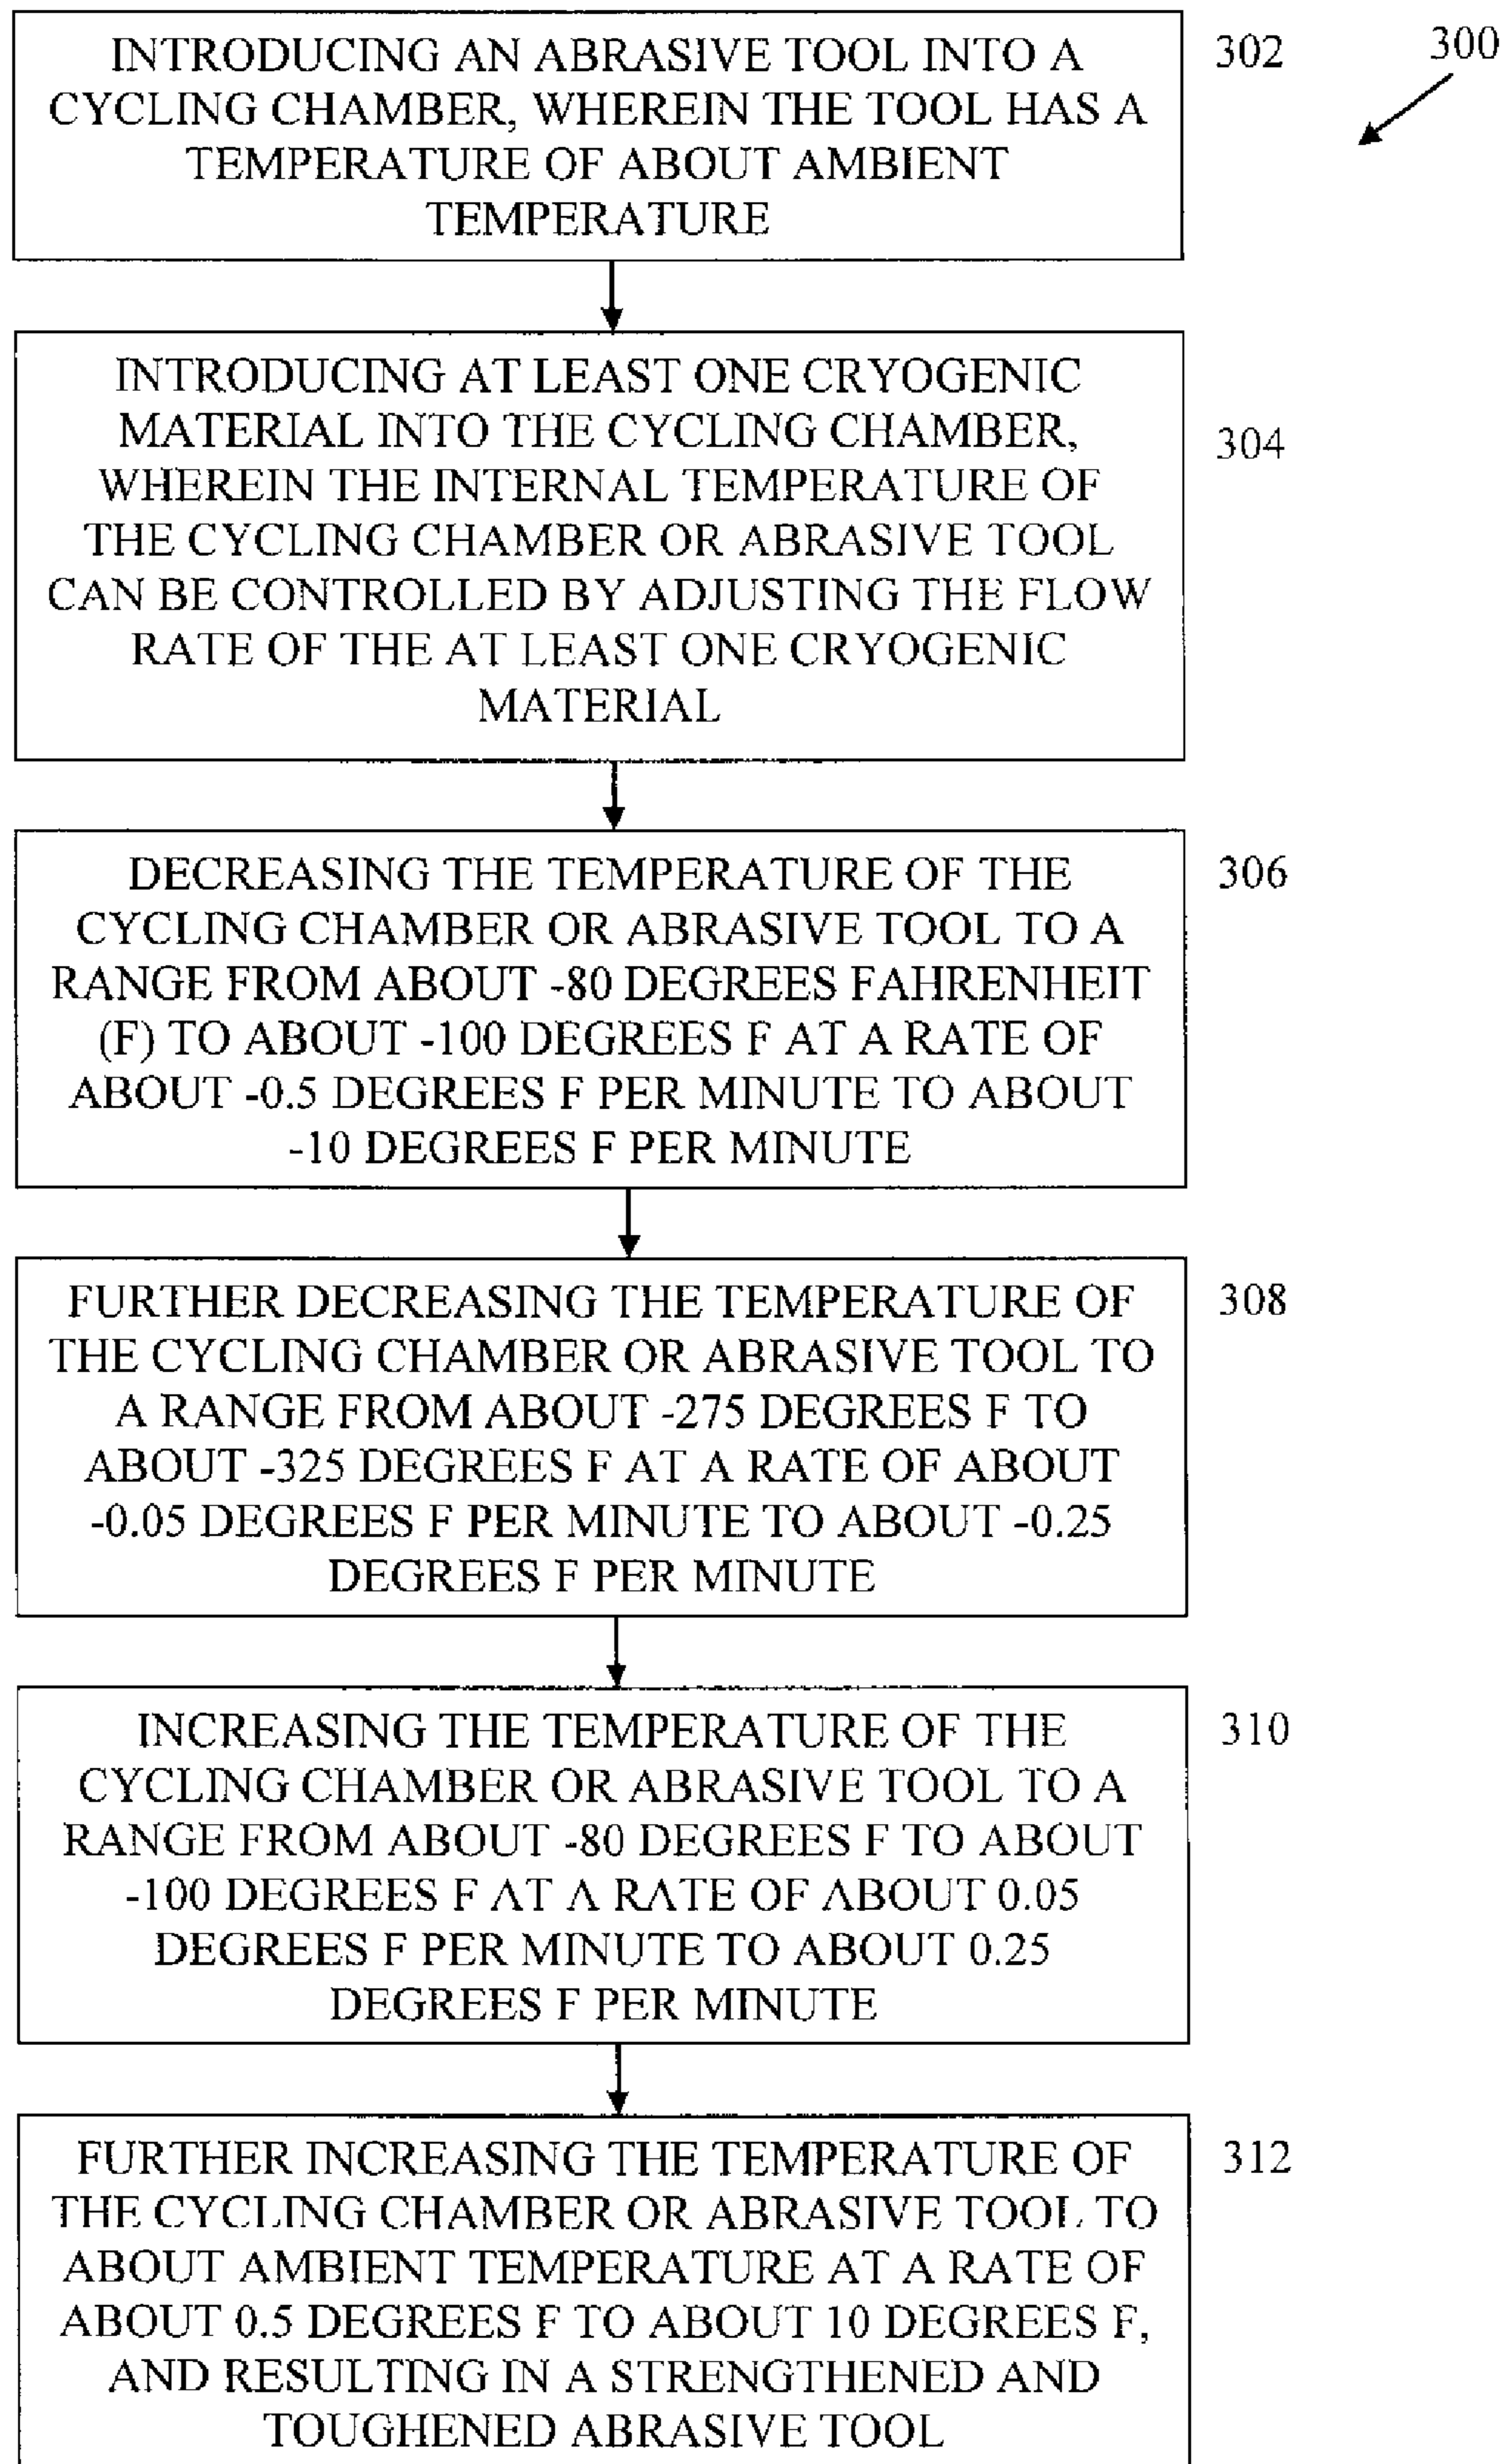 INTRODUCING AN ABRASIVE TOOL INTO A
CYCLING CHAMBER, WHEREIN THE TOOL HAS A
TEMPERATURE OF ABOUT AMBIENT
TEMPERATURE
302
300
INTRODUCING AT LEAST ONE CRYOGENIC
MATERIAL INTO THE CYCLING CHAMBER,
WHEREIN THE INTERNAL TEMPERATURE OF
THE CYCLING CHAMBER OR ABRASIVE TOOL
CAN BE CONTROLLED BY ADJUSTING THE FLOW
RATE OF THE AT LEAST ONE CRYOGENIC
MATERIAL
304
DECREASING THE TEMPERATURE OF THE
CYCLING CHAMBER OR ABRASIVE TOOL TO A
RANGE FROM ABOUT -80 DEGREES FAHRENHEIT
(F) TO ABOUT -100 DEGREES F AT A RATE OF
ABOUT -0.5 DEGREES F PER MINUTE TO ABOUT
-10 DEGREES F PER MINUTE
306
FURTHER DECREASING THE TEMPERATURE OF
THE CYCLING CHAMBER OR ABRASIVE TOOL TO
A RANGE FROM ABOUT -275 DEGREES F TO
ABOUT -325 DEGREES F AT A RATE OF ABOUT
-0.05 DEGREES F PER MINUTE TO ABOUT -0.25
DEGREES F PER MINUTE
308
INCREASING THE TEMPERATURE OF THE
CYCLING CHAMBER OR ABRASIVE TOOL TO A
RANGE FROM ABOUT -80 DEGREES F TO ABOUT
-100 DEGREES F AT A RATE OF ABOUT 0.05
DEGREES F PER MINUTE TO ABOUT 0.25
DEGREES F PER MINUTE
310
FURTHER INCREASING THE TEMPERATURE OF
THE CYCLING CHAMBER OR ABRASIVE TOOL TO
ABOUT AMBIENT TEMPERATURE AT A RATE OF
ABOUT 0.5 DEGREES F TO ABOUT 10 DEGREES F,
AND RESULTING IN A STRENGTHENED AND
TOUGHENED ABRASIVE TOOL
312